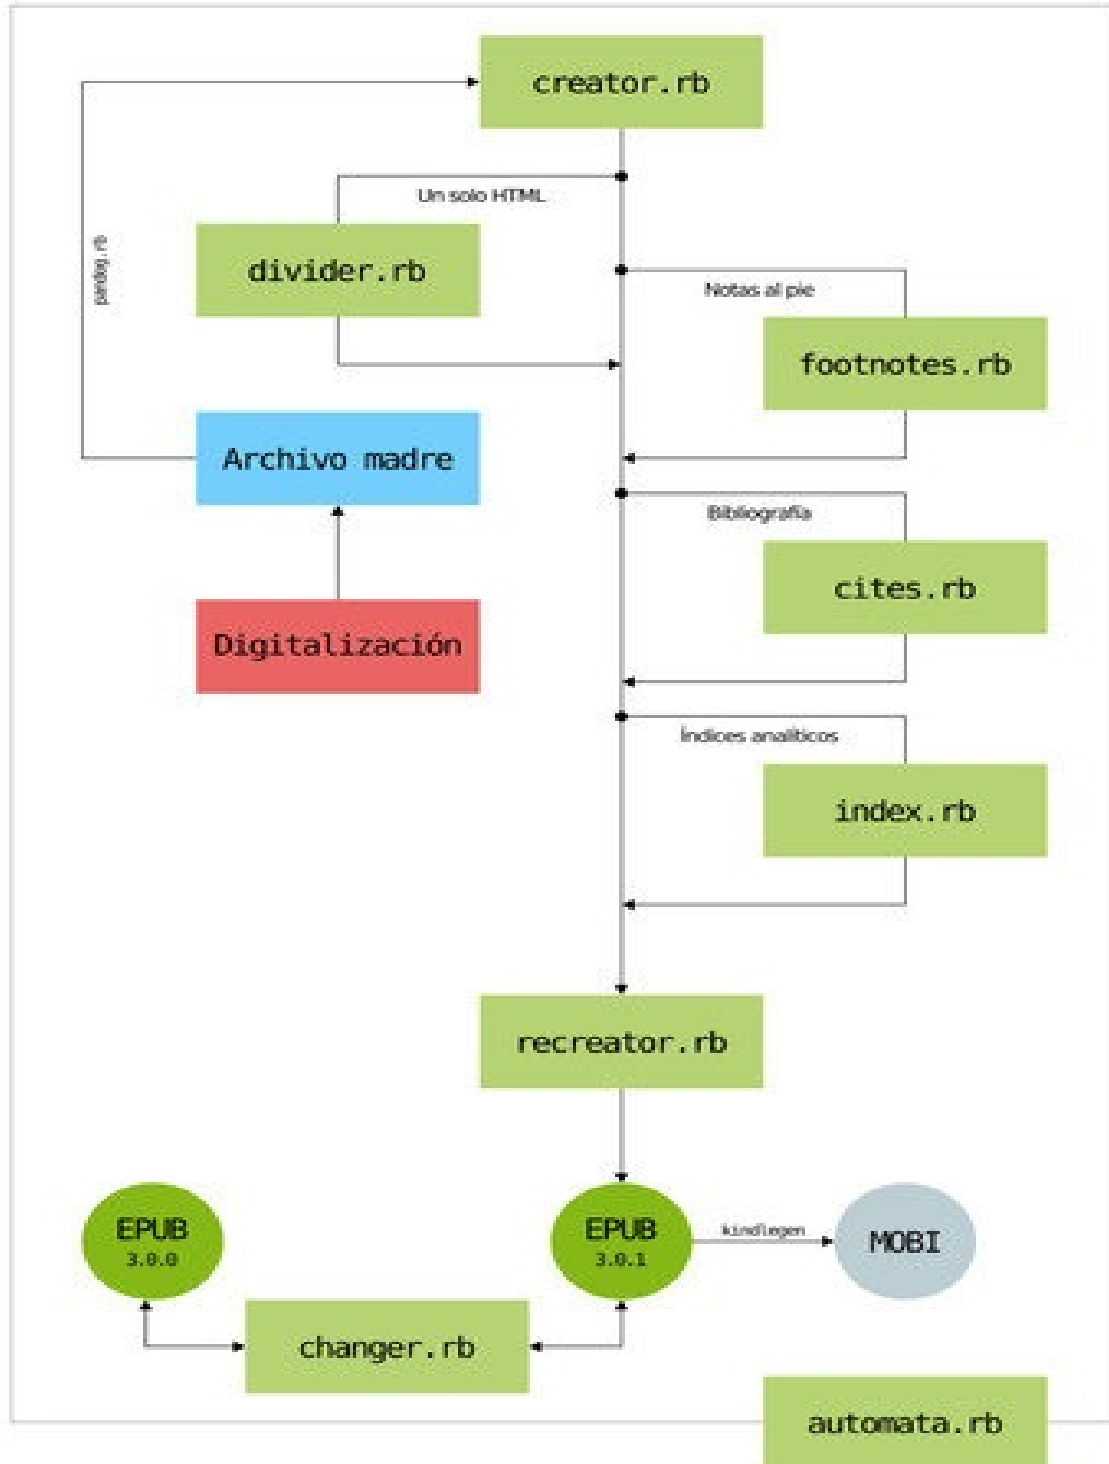 creator.rb
Un solo HTML
pandog.rb
divider.rb
Notas al pie
footnotes.rb
Archivo madre
Bibliografía
cites.rb
Digitalización
Índices analíticos
index.rb
recreator.rb
EPUB
3.0.0
EPUB
3.0.1
kindlegen
MOBI
changer.rb
automata.rb